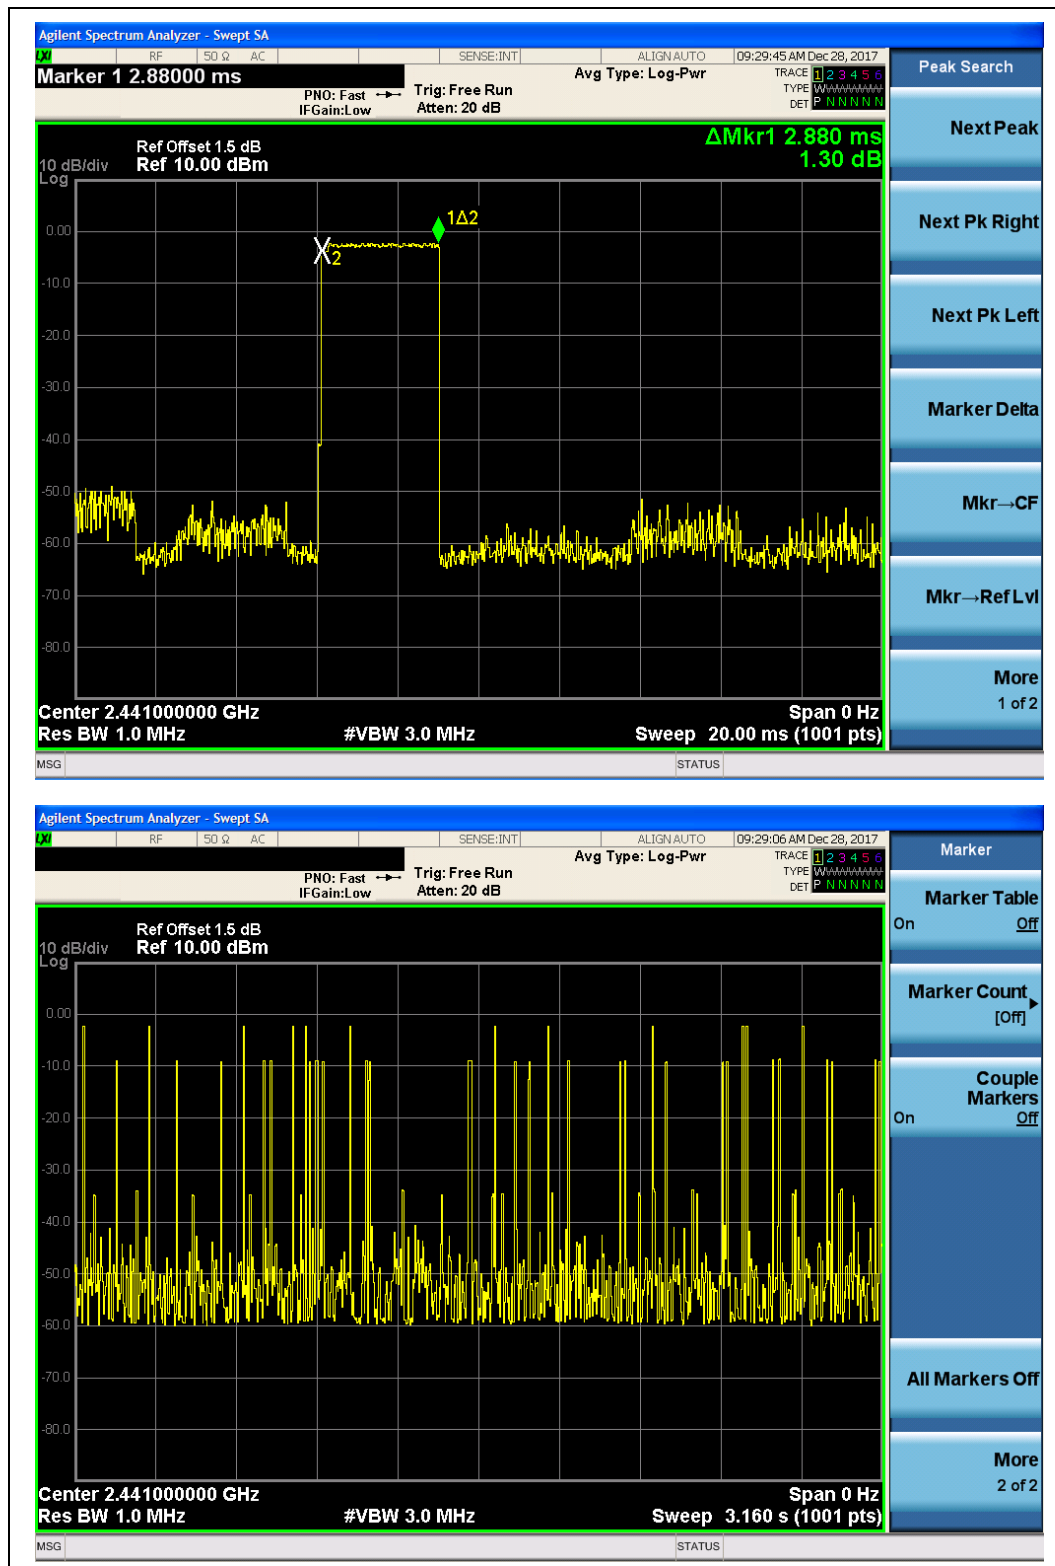 Agilent Spectrum Analyzer - Swept SA
LXI RF 50 Ω AC SENSE:INT ALIGN AUTO 09:29:45 AM Dec 28, 2017
Marker 1 2.88000 ms
PNO: Fast
IFGain:Low
Trig: Free Run
Atten: 20 dB
Avg Type: Log-Pwr
TRACE 1 2 3 4 5 6
TYPE
DET P N N N N N
Peak Search
Next Peak
Next Pk Right
Next Pk Left
Marker Delta
Mkr→CF
Mkr→Ref Lvl
More
1 of 2
ΔMkr1 2.880 ms
1.30 dB
Ref Offset 1.5 dB
10 dB/div Ref 10.00 dBm
Log
1Δ2
2
0.00
-10.0
-20.0
-30.0
-40.0
-50.0
-60.0
-70.0
-80.0
Center 2.441000000 GHz Span 0 Hz
Res BW 1.0 MHz #VBW 3.0 MHz Sweep 20.00 ms (1001 pts)
MSG STATUS
Agilent Spectrum Analyzer - Swept SA
LXI RF 50 Ω AC SENSE:INT ALIGN AUTO 09:29:06 AM Dec 28, 2017
PNO: Fast
IFGain:Low
Trig: Free Run
Atten: 20 dB
Avg Type: Log-Pwr
TRACE 1 2 3 4 5 6
TYPE
DET P N N N N N
Marker
Marker Table
On Off
Marker Count
[Off]
Couple
Markers
On Off
All Markers Off
More
2 of 2
Ref Offset 1.5 dB
10 dB/div Ref 10.00 dBm
Log
0.00
-10.0
-20.0
-30.0
-40.0
-50.0
-60.0
-70.0
-80.0
Center 2.441000000 GHz Span 0 Hz
Res BW 1.0 MHz #VBW 3.0 MHz Sweep 3.160 s (1001 pts)
MSG STATUS